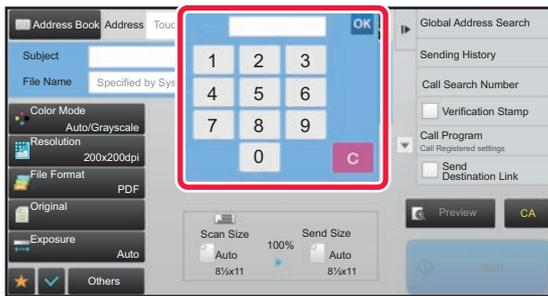 Address Book
Address
Touc
OK
Subject
File Name
Specified by Sys
1 2 3
4 5 6
7 8 9
0 C
Color Mode
Auto/Grayscale
Resolution
200x200dpi
File Format
PDF
Original
Exposure
Auto
Others
Scan Size
Auto
8½x11
100%
Send Size
Auto
8½x11
Global Address Search
Sending History
Call Search Number
Verification Stamp
Call Program
Call Registered settings
Send
Destination Link
Preview
CA
Start